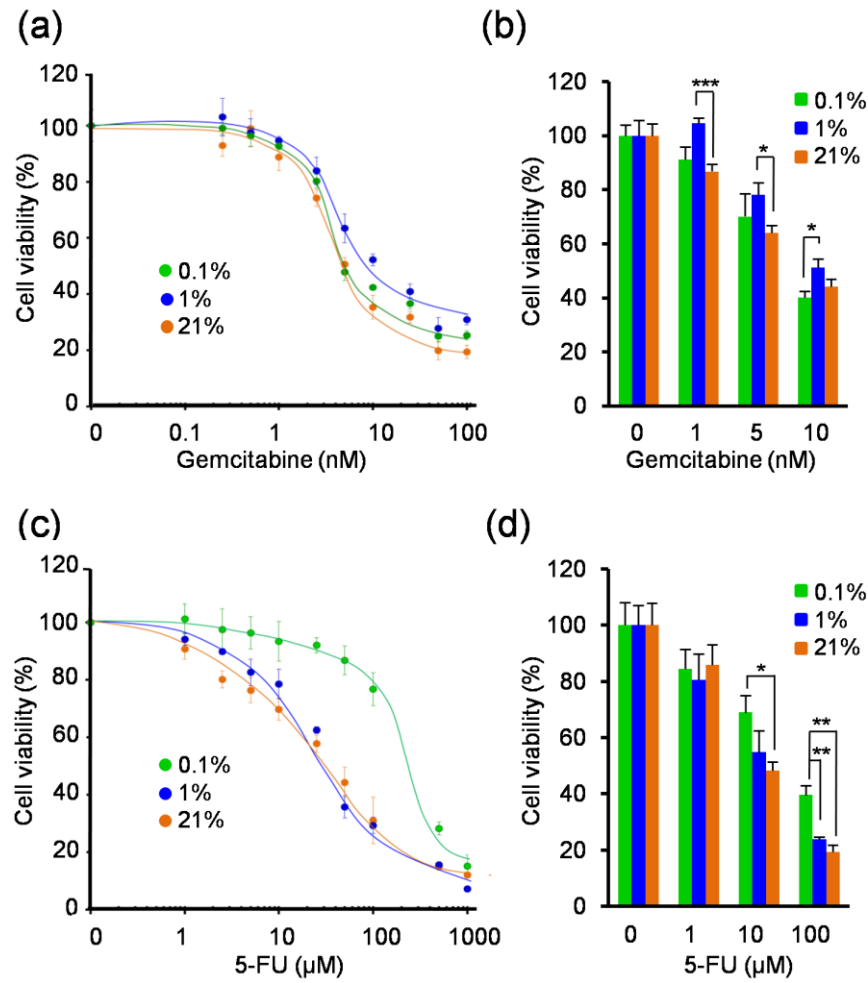 (a)
Cell viability (%)
120
100
80
60
40
20
0
0.1%
1%
21%
0 0.1 1 10 100
Gemcitabine (nM)
(b)
Cell viability (%)
120
100
80
60
40
20
0
0.1%
1%
21%
***
*
*
0 1 5 10
Gemcitabine (nM)
(c)
Cell viability (%)
120
100
80
60
40
20
0
0.1%
1%
21%
0 1 10 100 1000
5-FU (μM)
(d)
Cell viability (%)
120
100
80
60
40
20
0
0.1%
1%
21%
*
**
**
0 1 10 100
5-FU (μM)